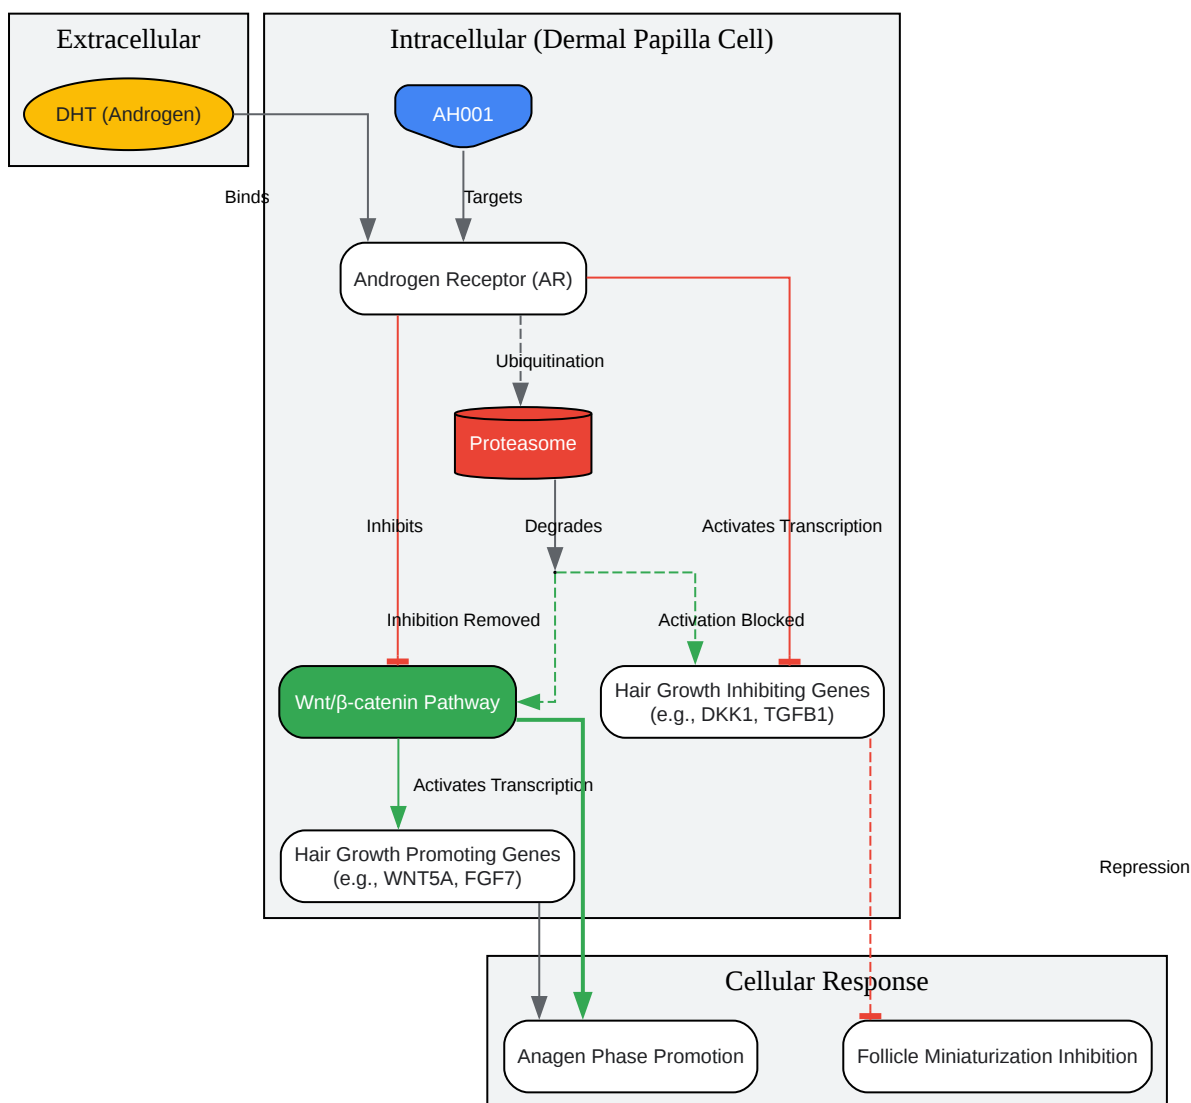 Extracellular
Intracellular (Dermal Papilla Cell)
DHT (Androgen)
AH001
Binds
Targets
Androgen Receptor (AR)
Ubiquitination
Proteasome
Inhibits
Degrades
Activates Transcription
Inhibition Removed
Activation Blocked
Wnt/β-catenin Pathway
Hair Growth Inhibiting Genes
(e.g., DKK1, TGFB1)
Activates Transcription
Hair Growth Promoting Genes
(e.g., WNT5A, FGF7)
Repression
Cellular Response
Anagen Phase Promotion
Follicle Miniaturization Inhibition